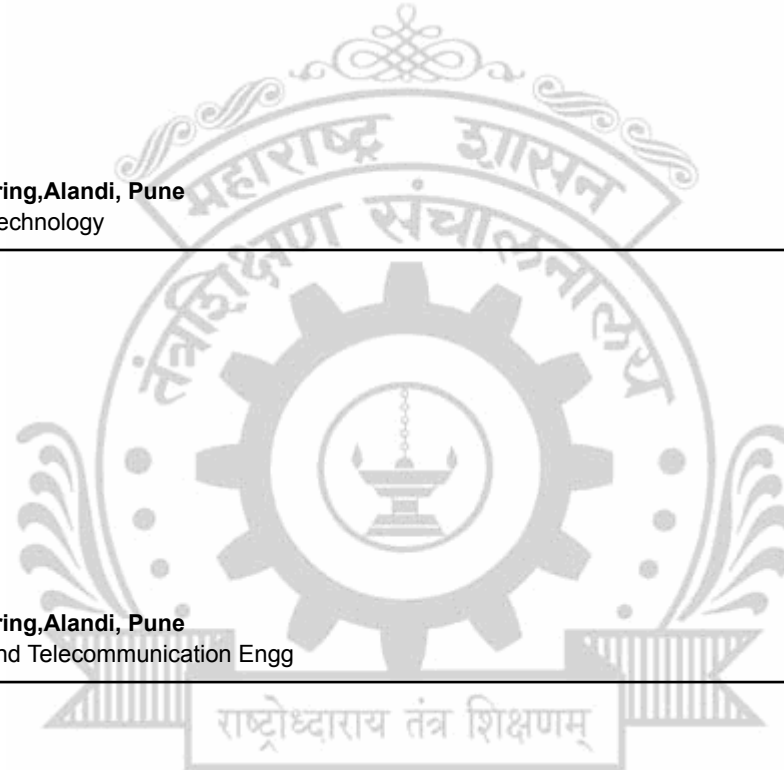 महाराष्ट्र शासन
ring,Alandi, Pune
echnology
तंत्रशिक्षण संचालनालय
ring,Alandi, Pune
nd Telecommunication Engg
राष्ट्रोध्दाराय तंत्र शिक्षणम्